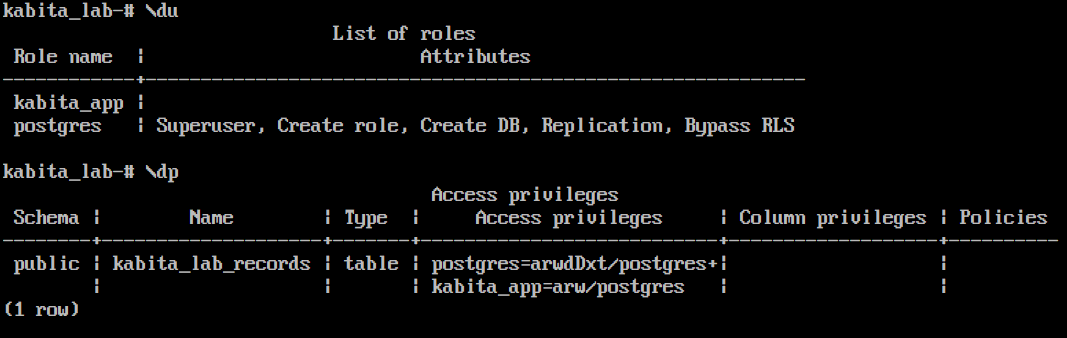 kabita_lab-# \du
                                List of roles
 Role name  |                         Attributes
------------+------------------------------------------------------------
 kabita_app |
 postgres   | Superuser, Create role, Create DB, Replication, Bypass RLS

kabita_lab-# \dp
                                      Access privileges
 Schema |        Name        | Type  |     Access privileges     | Column privileges | Policies
--------+--------------------+-------+---------------------------+-------------------+----------
 public | kabita_lab_records | table | postgres=arwdDxt/postgres+|                   |
        |                    |       | kabita_app=arw/postgres   |                   |
(1 row)